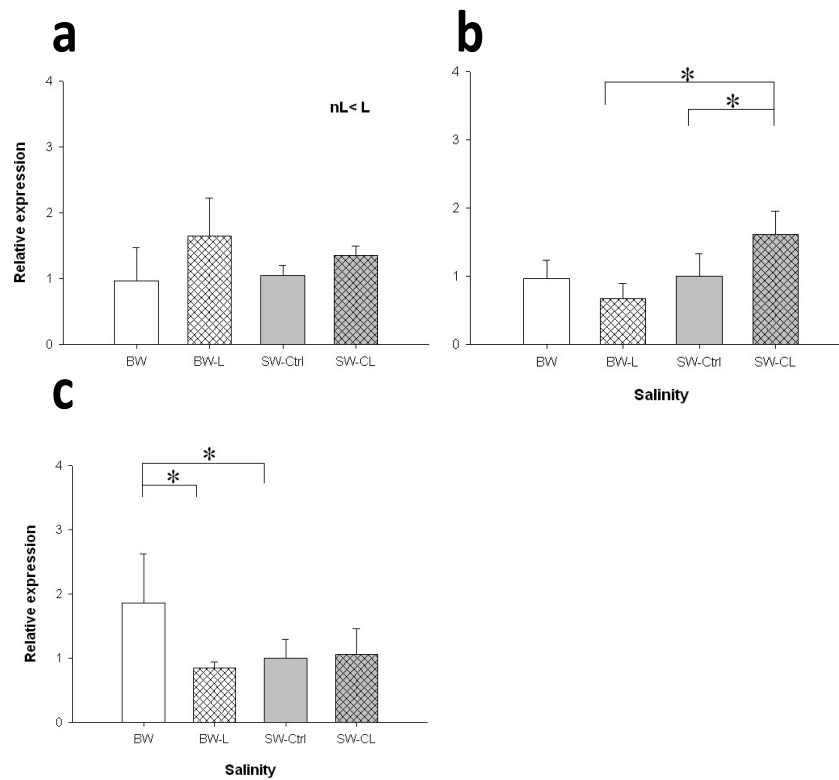 a
Relative expression
4
3
2
1
0
nL< L
BW
BW-L
SW-Ctrl
SW-CL
b
4
3
2
1
0
*
*
BW
BW-L
SW-Ctrl
SW-CL
Salinity
c
Relative expression
4
3
2
1
0
*
*
BW
BW-L
SW-Ctrl
SW-CL
Salinity